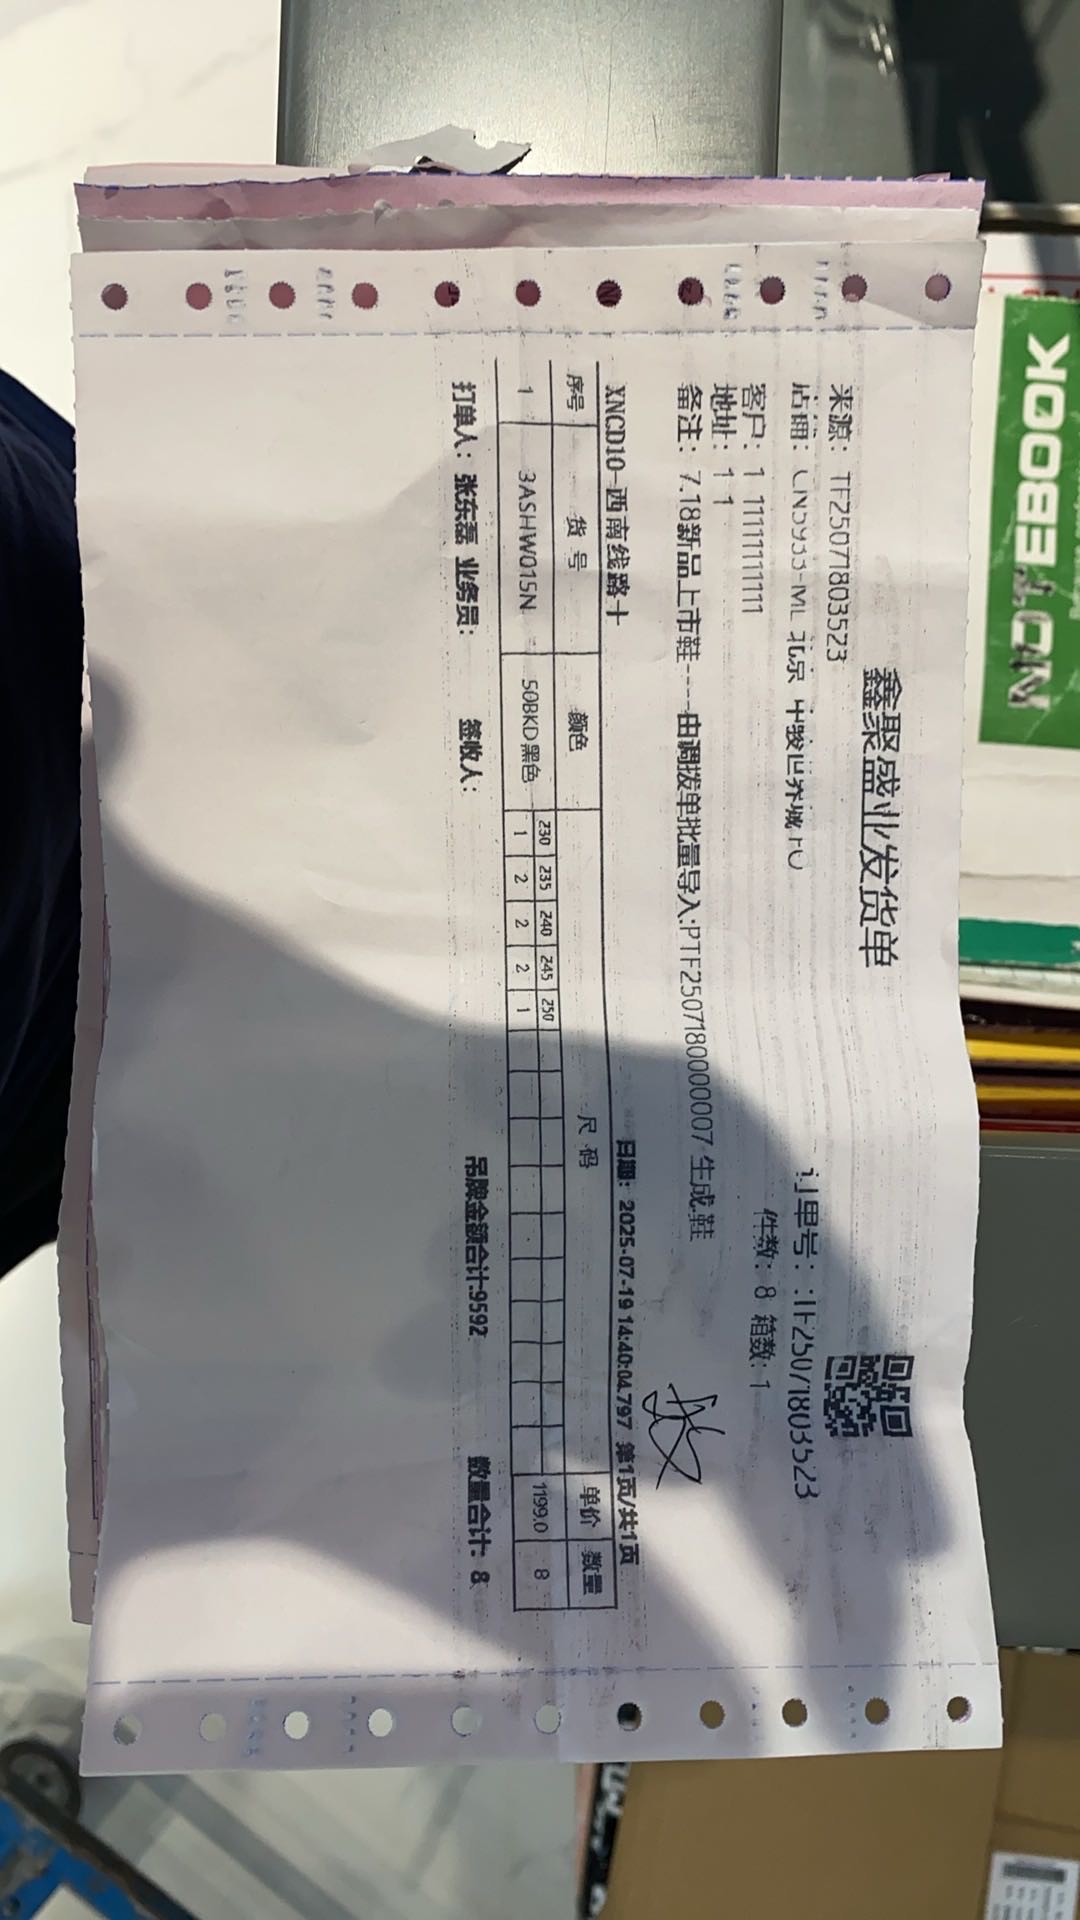 鑫聚盛业发货单
来源：TF250718033523
订单号：TF250718033523
店铺： 北京 中骏世界城
件数：8 箱数：1
客户：1 11111111111
地址：1 1
备注：7.18新品上市鞋----由调拨单批量导入:PTF250718000007 生成.鞋
XNCD10-西南线路十 日期：2025-07-19 14:40:04.797 第1页/共1页
序号 货号 颜色 尺码 单价 数量
230 235 240 245 250
1 3ASHW015N 50BKD黑色 1 2 2 2 1 1199.0 8
打单人：张东磊 业务员： 签收人： 吊牌金额合计:9592 数量合计：8
NOTEBOOK